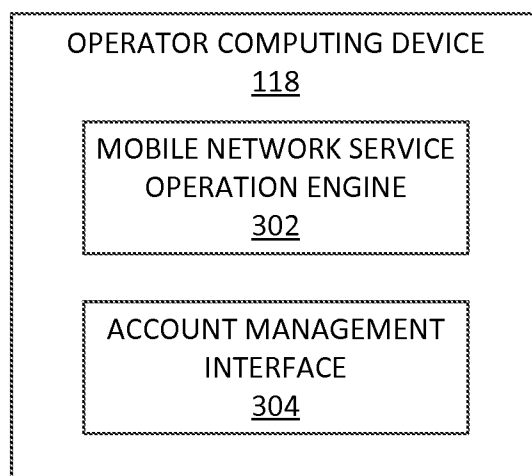 OPERATOR COMPUTING DEVICE
118
MOBILE NETWORK SERVICE
OPERATION ENGINE
302
ACCOUNT MANAGEMENT
INTERFACE
304